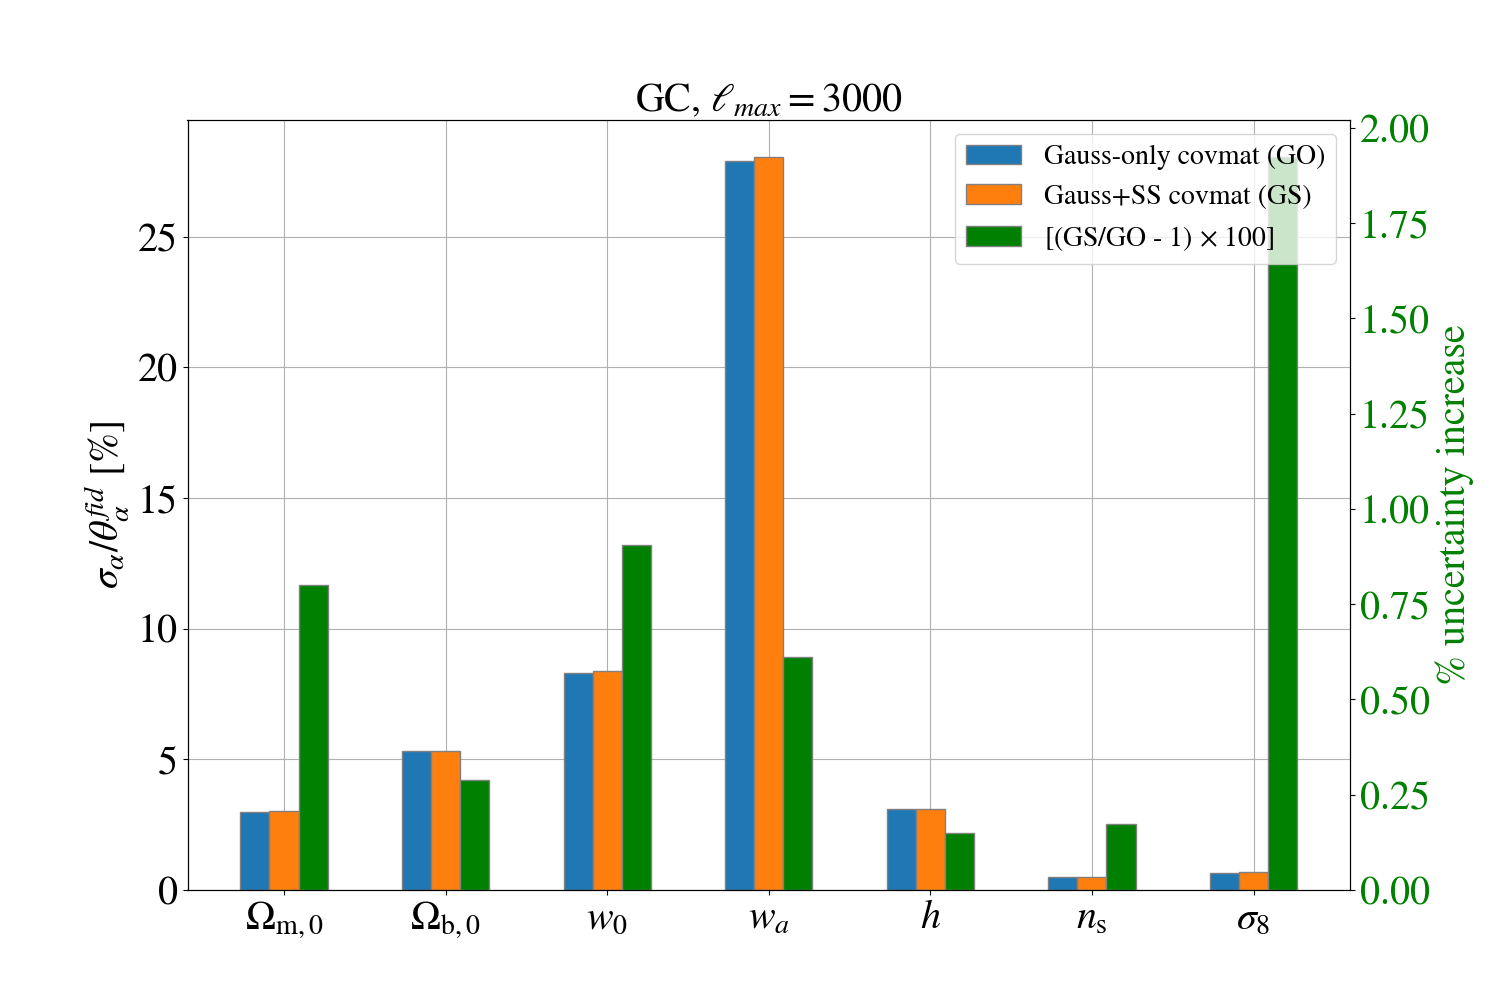 GC, ℓ_max = 3000
Gauss-only covmat (GO)
Gauss+SS covmat (GS)
[(GS/GO - 1) × 100]
σ_α/θ_α^fid [%]
25
20
15
10
5
0
2.00
1.75
1.50
1.25
1.00
0.75
0.50
0.25
0.00
% uncertainty increase
Ω_m,0 Ω_b,0 w_0 w_a h n_s σ_8